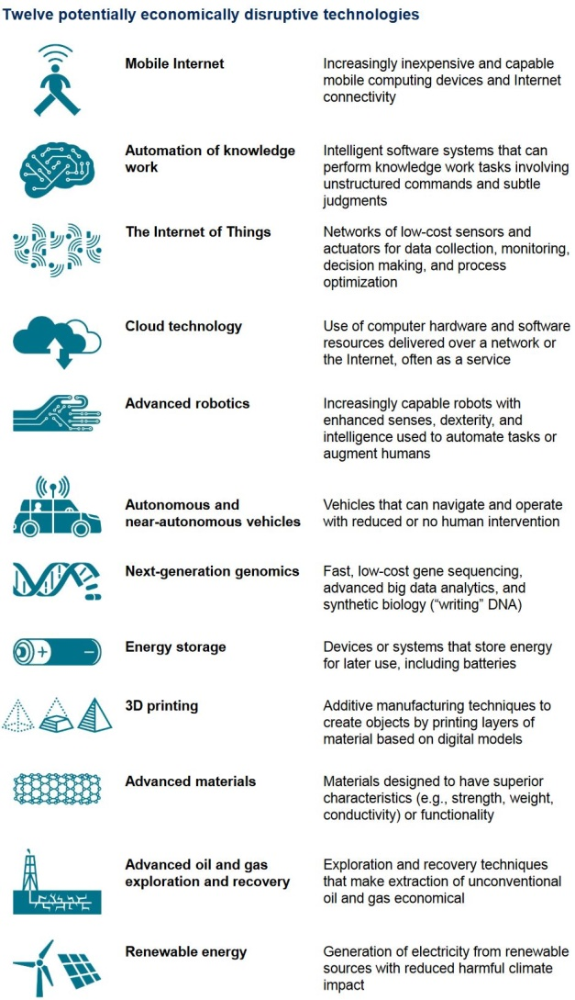 Twelve potentially economically disruptive technologies
Mobile Internet
Increasingly inexpensive and capable
mobile computing devices and Internet
connectivity
Automation of knowledge
work
Intelligent software systems that can
perform knowledge work tasks involving
unstructured commands and subtle
judgments
The Internet of Things
Networks of low-cost sensors and
actuators for data collection, monitoring,
decision making, and process
optimization
Cloud technology
Use of computer hardware and software
resources delivered over a network or
the Internet, often as a service
Advanced robotics
Increasingly capable robots with
enhanced senses, dexterity, and
intelligence used to automate tasks or
augment humans
Autonomous and
near-autonomous vehicles
Vehicles that can navigate and operate
with reduced or no human intervention
Next-generation genomics
Fast, low-cost gene sequencing,
advanced big data analytics, and
synthetic biology (“writing” DNA)
Energy storage
Devices or systems that store energy
for later use, including batteries
3D printing
Additive manufacturing techniques to
create objects by printing layers of
material based on digital models
Advanced materials
Materials designed to have superior
characteristics (e.g., strength, weight,
conductivity) or functionality
Advanced oil and gas
exploration and recovery
Exploration and recovery techniques
that make extraction of unconventional
oil and gas economical
Renewable energy
Generation of electricity from renewable
sources with reduced harmful climate
impact